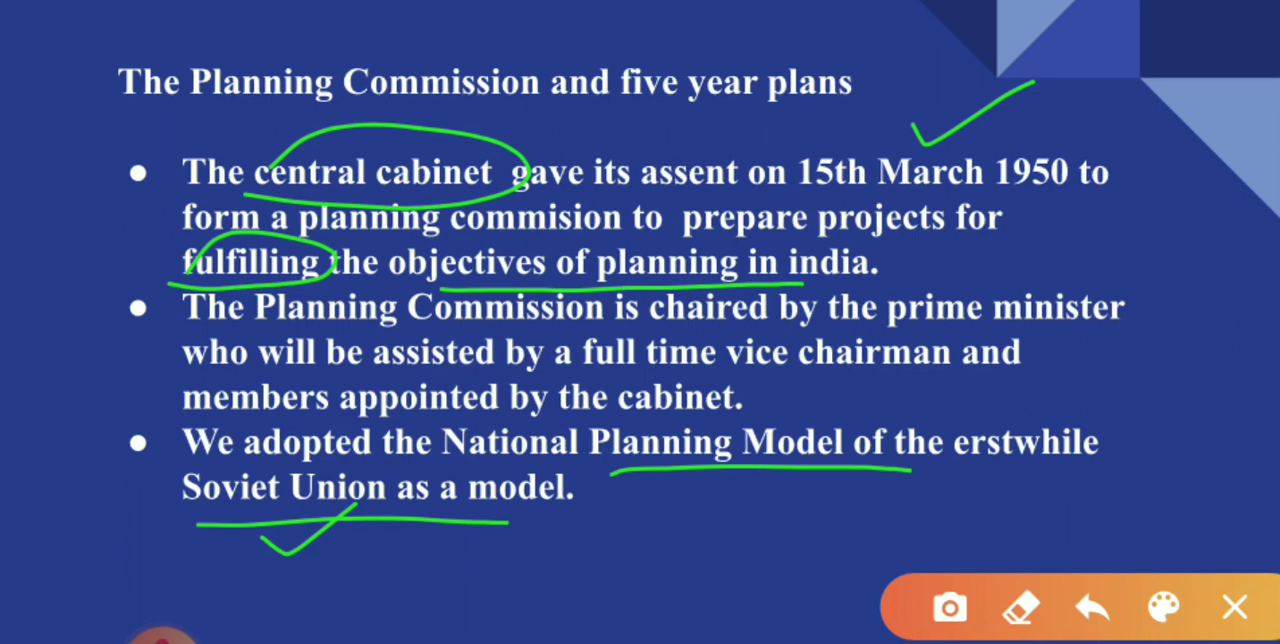 The Planning Commission and five year plans
● The central cabinet gave its assent on 15th March 1950 to
form a planning commision to prepare projects for
fulfilling the objectives of planning in india.
● The Planning Commission is chaired by the prime minister
who will be assisted by a full time vice chairman and
members appointed by the cabinet.
● We adopted the National Planning Model of the erstwhile
Soviet Union as a model.